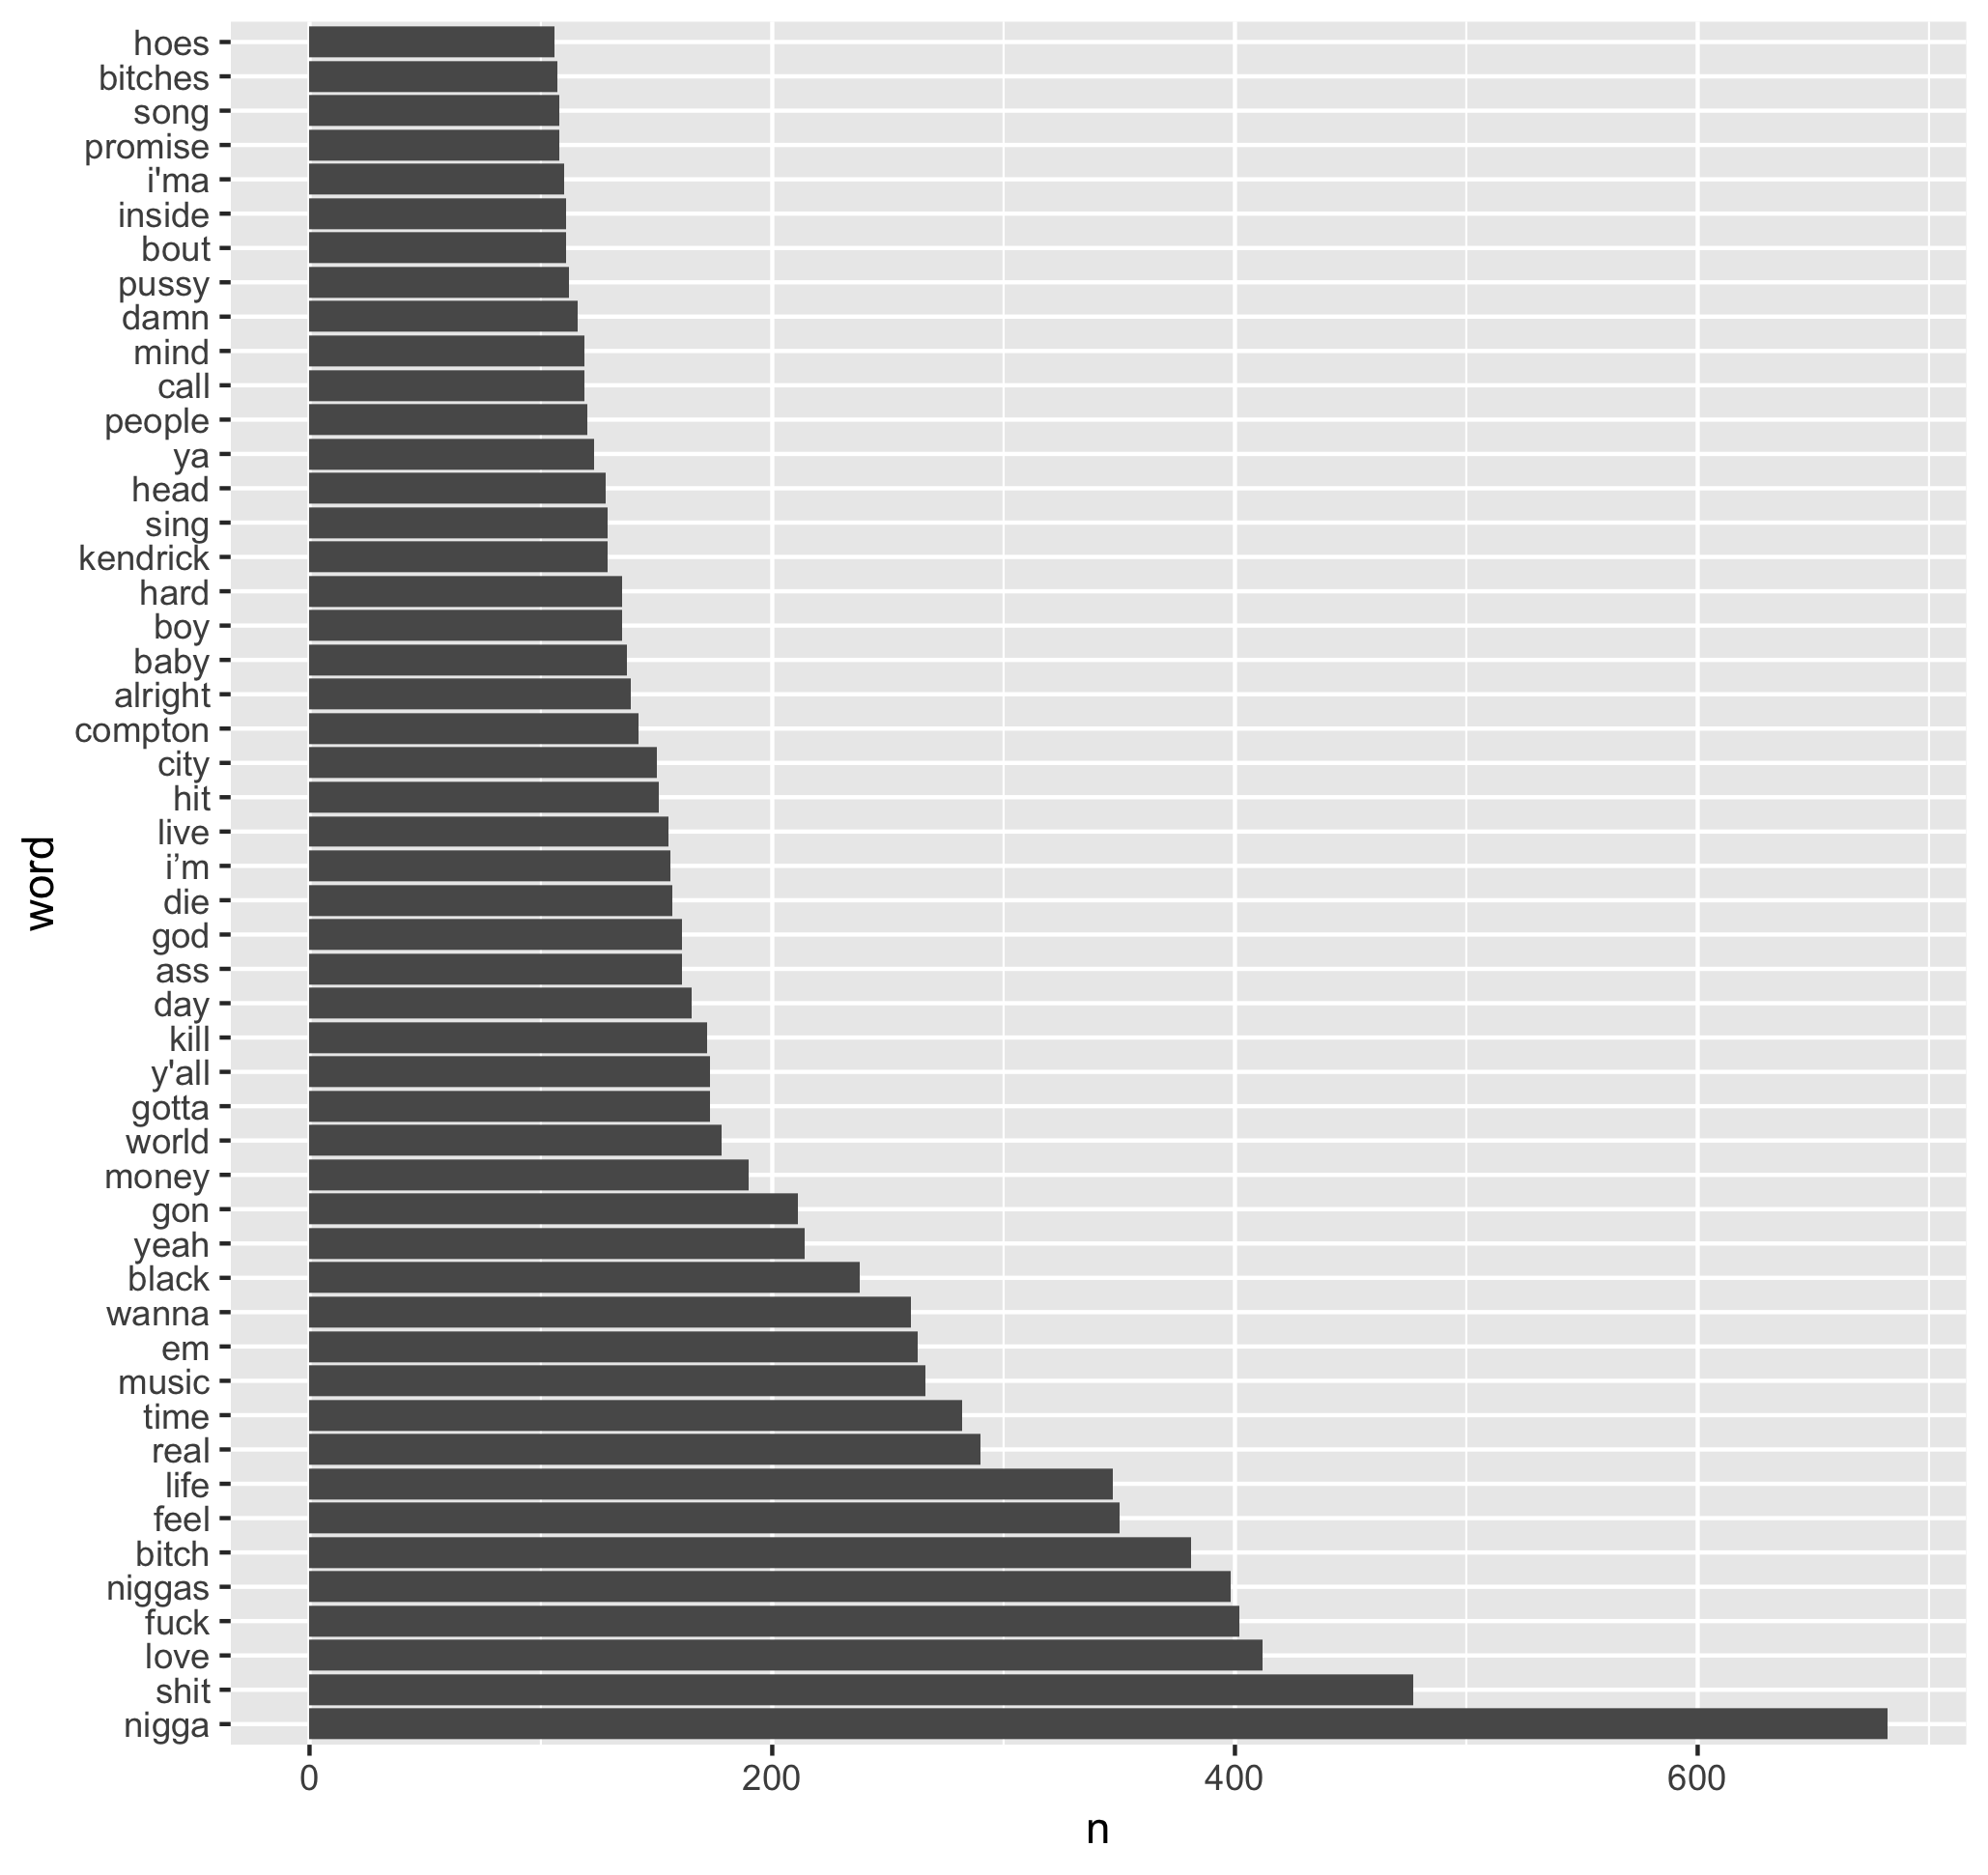 hoes
bitches
song
promise
i'ma
inside
bout
pussy
damn
mind
call
people
ya
head
sing
kendrick
hard
boy
baby
alright
compton
city
hit
live
i’m
die
god
ass
day
kill
y'all
gotta
world
money
gon
yeah
black
wanna
em
music
time
real
life
feel
bitch
niggas
fuck
love
shit
nigga
word
0 200 400 600
n